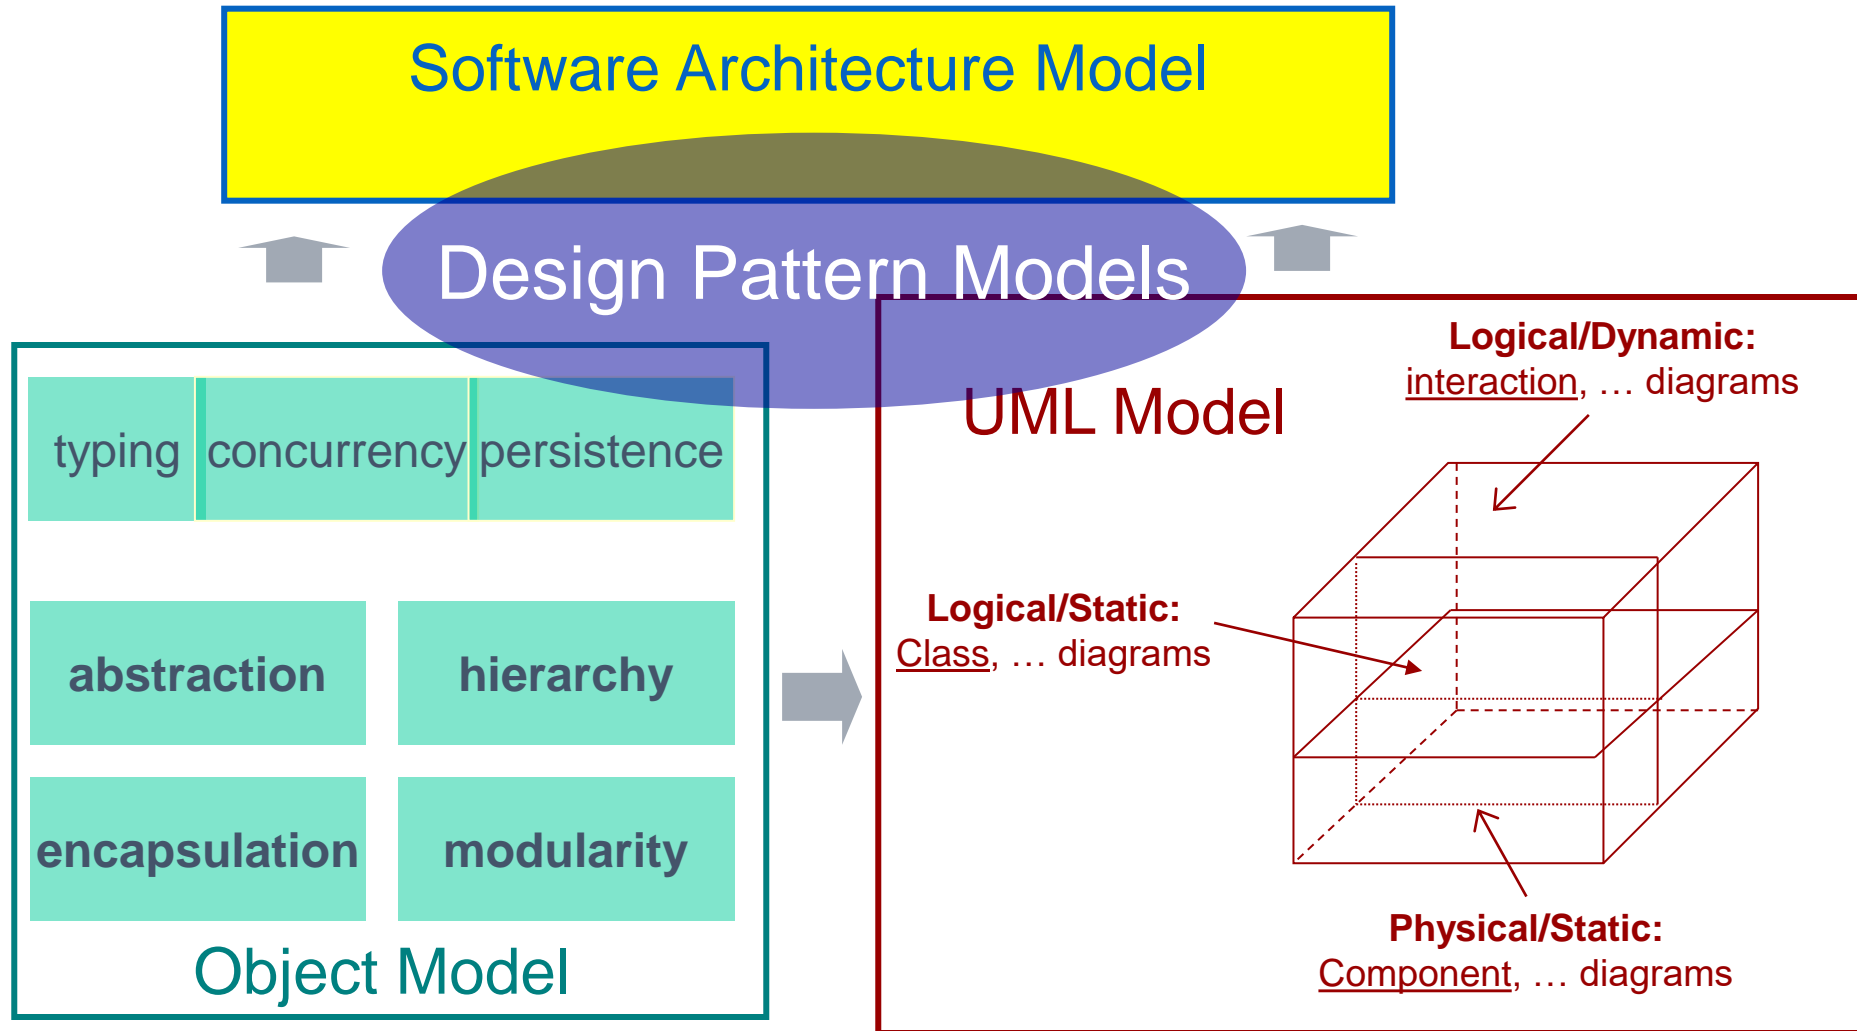 Software Architecture Model
Design Pattern Models
typing
concurrency
persistence
abstraction
hierarchy
encapsulation
modularity
Object Model
UML Model
Logical/Dynamic:
interaction, … diagrams
Logical/Static:
Class, … diagrams
Physical/Static:
Component, … diagrams